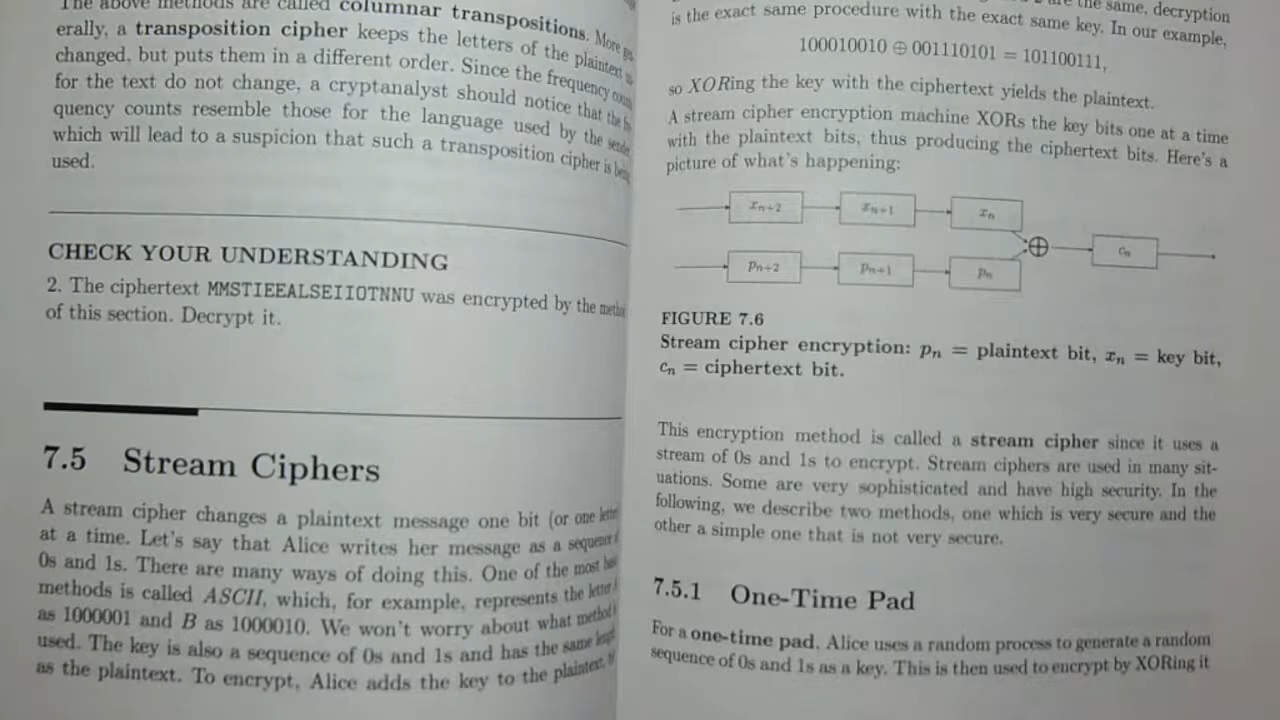 The above methods are called columnar transpositions. More
erally, a transposition cipher keeps the letters of the plaintext
changed, but puts them in a different order. Since the frequency
for the text do not change, a cryptanalyst should notice that the
quency counts resemble those for the language used by the
which will lead to a suspicion that such a transposition cipher is
used.
CHECK YOUR UNDERSTANDING
2. The ciphertext MMSTIEEALSEIIOTNNU was encrypted by the
of this section. Decrypt it.
7.5 Stream Ciphers
A stream cipher changes a plaintext message one bit (or one
at a time. Let's say that Alice writes her message as a sequence
0s and 1s. There are many ways of doing this. One of the most
methods is called ASCII, which, for example, represents the letter
as 1000001 and B as 1000010. We won't worry about what method
used. The key is also a sequence of 0s and 1s and has the same
as the plaintext. To encrypt, Alice adds the key to the plaintext.
the same, decryption
is the exact same procedure with the exact same key. In our example,
100010010 ⊕ 001110101 = 101100111,
so XORing the key with the ciphertext yields the plaintext.
A stream cipher encryption machine XORs the key bits one at a time
with the plaintext bits, thus producing the ciphertext bits. Here's a
picture of what's happening:
xn+2 xn+1 xn
⊕ cn
pn+2 pn+1 pn
FIGURE 7.6
Stream cipher encryption: pn = plaintext bit, xn = key bit,
cn = ciphertext bit.
This encryption method is called a stream cipher since it uses a
stream of 0s and 1s to encrypt. Stream ciphers are used in many sit-
uations. Some are very sophisticated and have high security. In the
following, we describe two methods, one which is very secure and the
other a simple one that is not very secure.
7.5.1 One-Time Pad
For a one-time pad, Alice uses a random process to generate a random
sequence of 0s and 1s as a key. This is then used to encrypt by XORing it